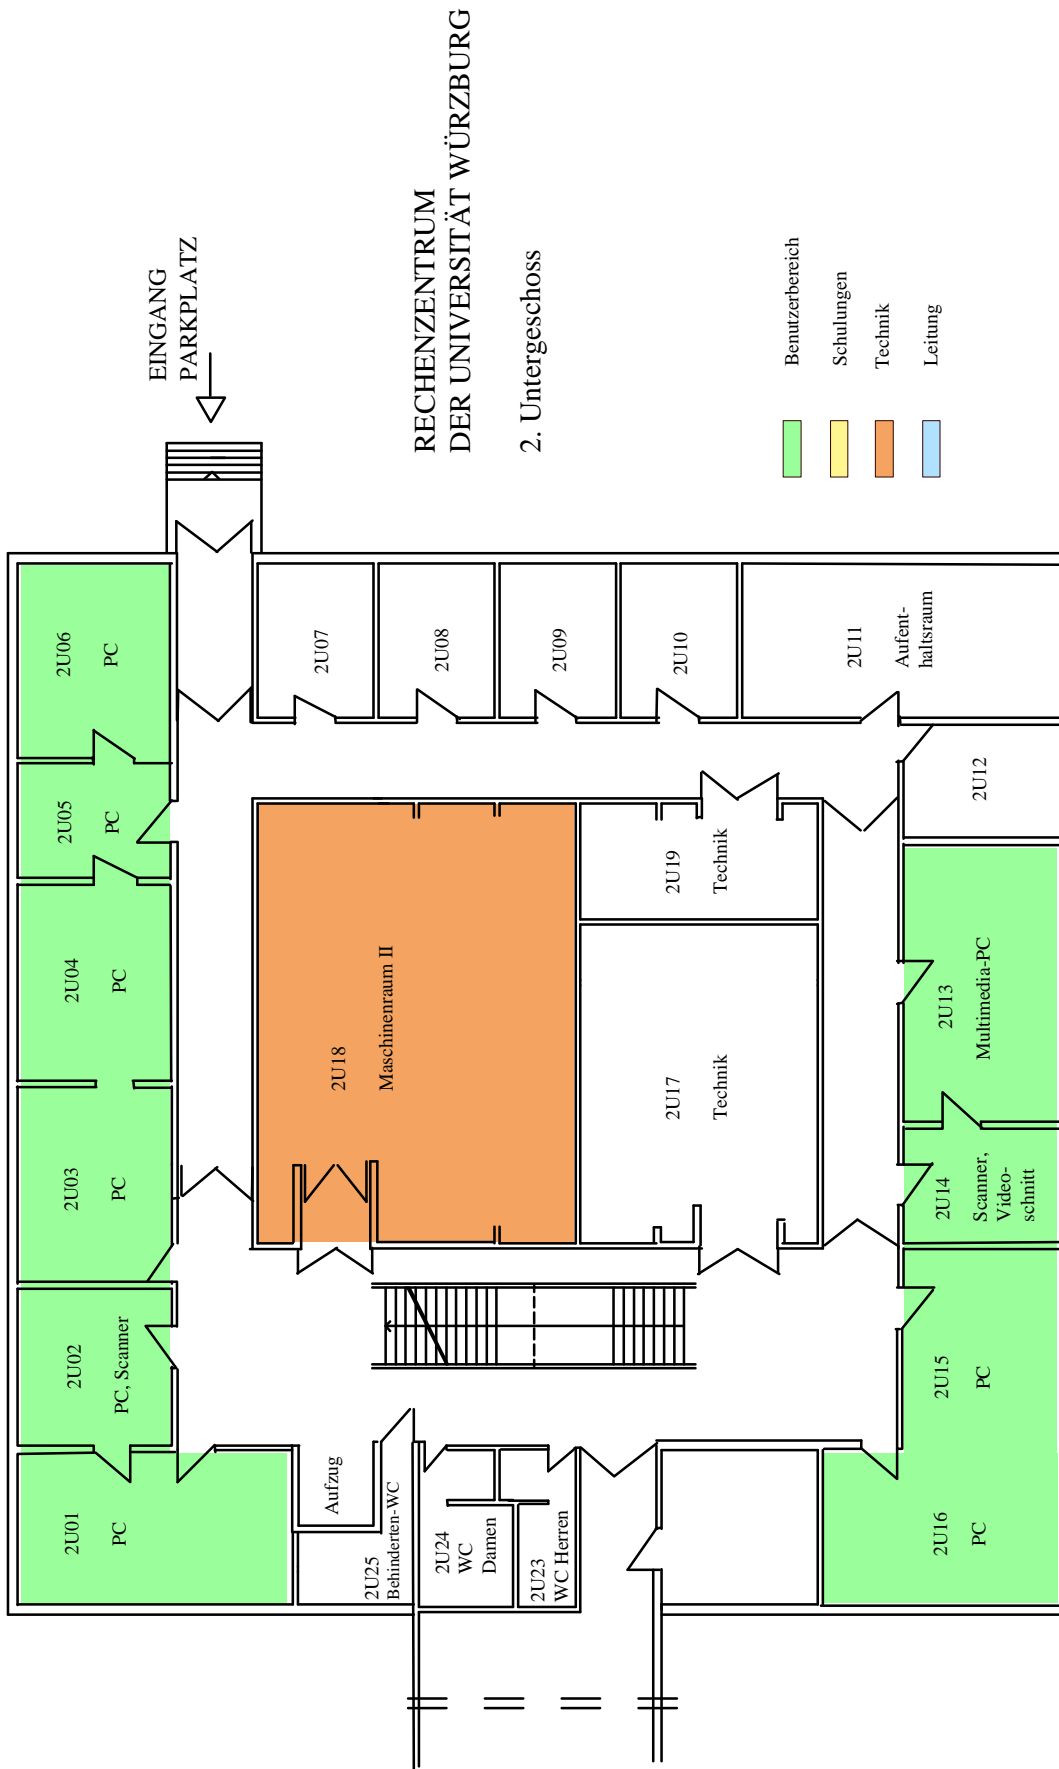 2U01
PC
2U02
PC, Scanner
2U03
PC
2U04
PC
2U05
PC
2U06
PC
EINGANG
PARKPLATZ
Aufzug
2U25
Behinderten-WC
2U24
WC
Damen
2U23
WC Herren
2U18
Maschinenraum II
2U17
Technik
2U19
Technik
2U07
2U08
2U09
2U10
2U11
Aufent-
haltsraum
2U12
2U13
Multimedia-PC
2U14
Scanner,
Video-
schnitt
2U15
PC
2U16
PC
RECHENZENTRUM
DER UNIVERSITÄT WÜRZBURG
2. Untergeschoss
Benutzerbereich
Schulungen
Technik
Leitung